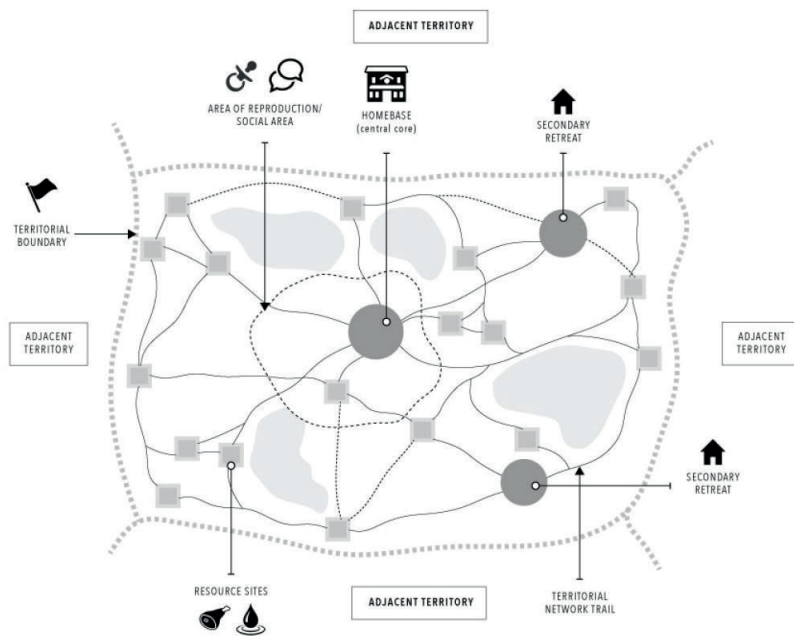 ADJACENT TERRITORY
AREA OF REPRODUCTION/
SOCIAL AREA
HOMEBASE
(central core)
SECONDARY
RETREAT
TERRITORIAL
BOUNDARY
ADJACENT
TERRITORY
ADJACENT
TERRITORY
SECONDARY
RETREAT
RESOURCE SITES
ADJACENT TERRITORY
TERRITORIAL
NETWORK TRAIL